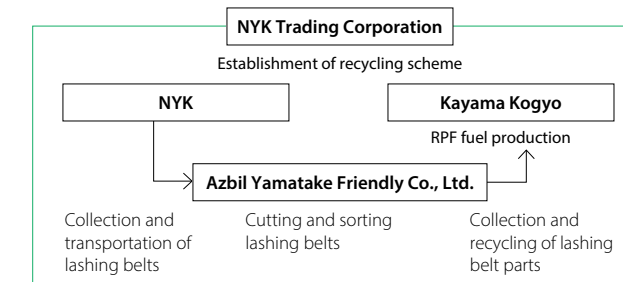 NYK Trading Corporation
Establishment of recycling scheme
NYK
Kayama Kogyo
RPF fuel production
Azbil Yamatake Friendly Co., Ltd.
Collection and
transportation of
lashing belts
Cutting and sorting
lashing belts
Collection and
recycling of lashing
belt parts